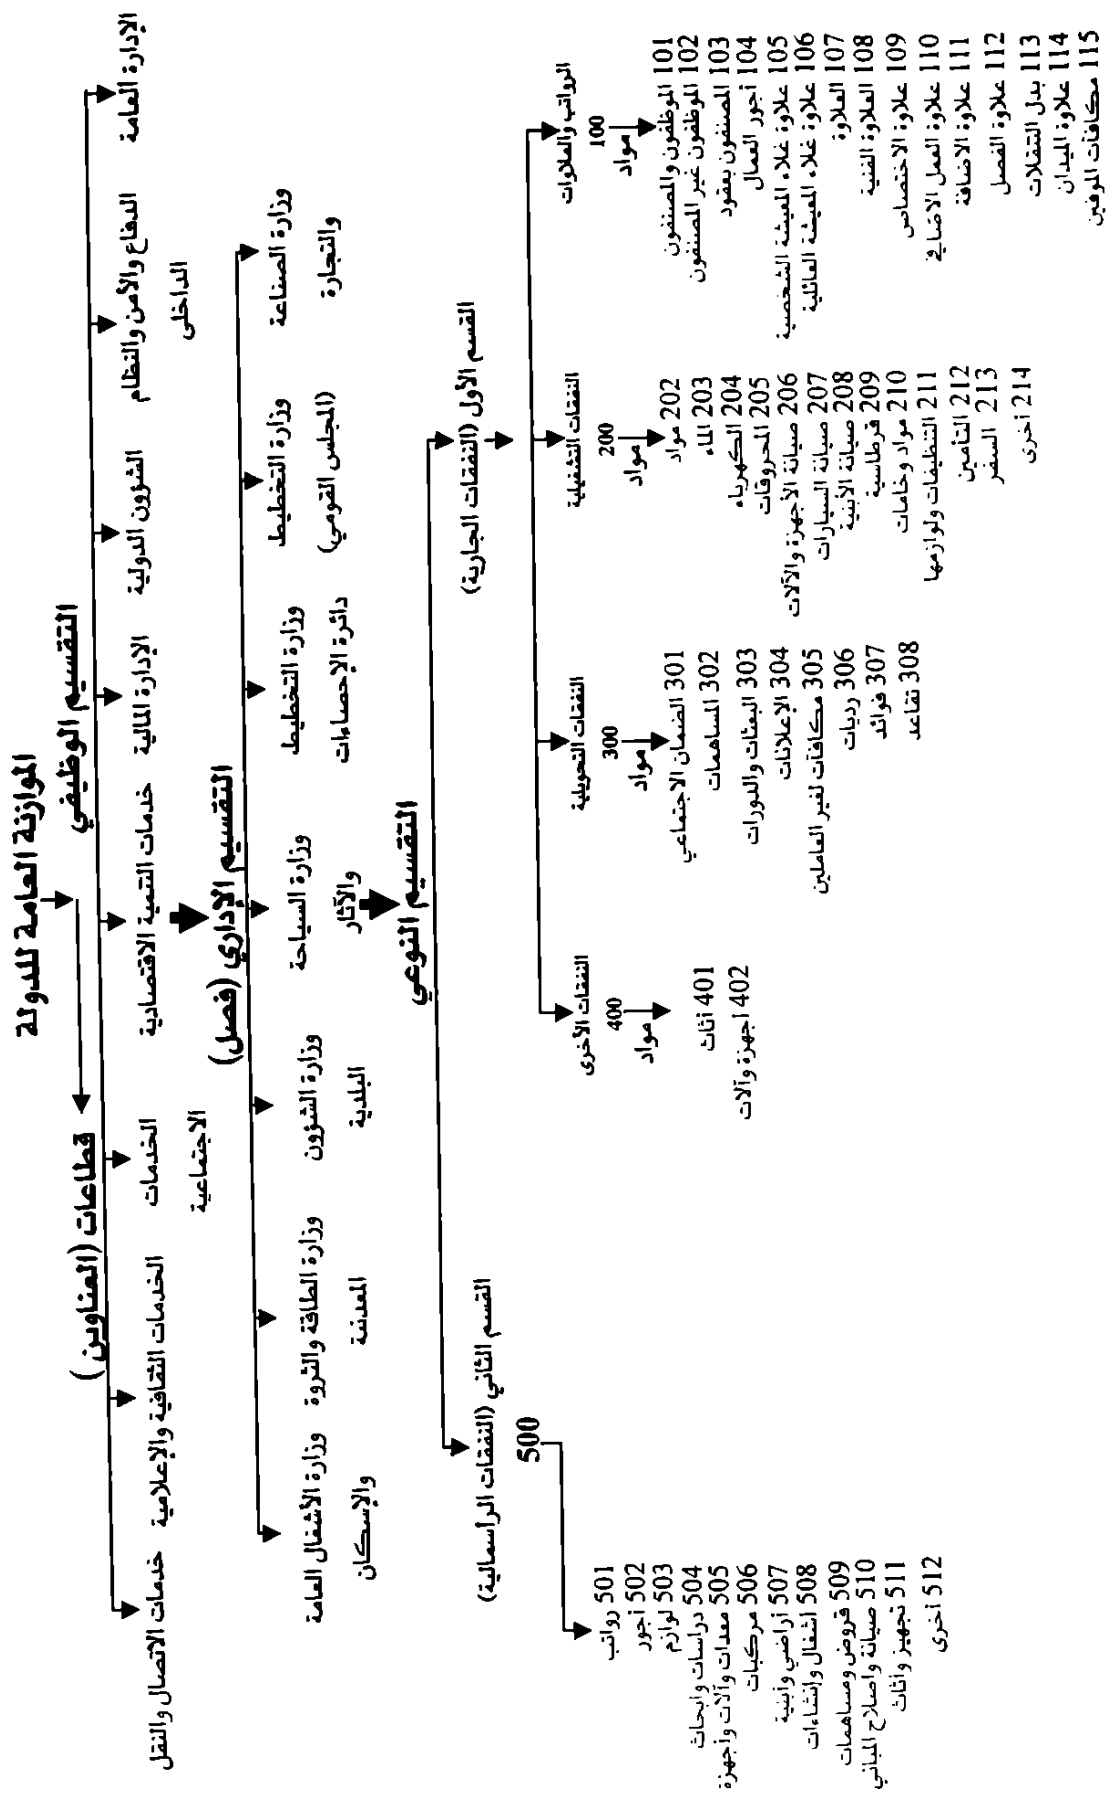 الموازنة العامة للدولة
التقسيم الوظيفي
قطاعات (العناوين)
الإدارة العامة
الدفاع والأمن والنظام
الداخلي
الشؤون الدولية
الإدارة المالية
خدمات التنمية الاقتصادية
الخدمات
الاجتماعية
الخدمات الثقافية والإعلامية
خدمات الاتصال والنقل
التقسيم الإداري (فصل)
وزارة الصناعة
والتجارة
وزارة التخطيط
(المجلس القومي)
وزارة التخطيط
دائرة الإحصاءات
وزارة السياحة
والآثار
وزارة الشؤون
البلدية
وزارة الطاقة والثروة
المعدنية
وزارة الأشغال العامة
والإسكان
التقسيم النوعي
القسم الأول (النفقات الجارية)
الرواتب والعلاوات
100
مواد
101 الموظفون والمصنفون
102 الموظفون غير المصنفون
103 المصنفون بعقود
104 أجور العمال
105 علاوة غلاء المعيشة الشخصية
106 علاوة غلاء المعيشة العائلية
107 العلاوة
108 العلاوة الفنية
109 علاوة الاختصاص
110 علاوة العمل الاضافي
111 علاوة الاضافة
112 علاوة الفصل
113 بدل التنقلات
114 علاوة الميدان
115 مكافآت الموفين
النفقات التشغيلية
200
مواد
202 مواد
203 الماء
204 الكهرباء
205 المحروقات
206 صيانة الأجهزة والآلات
207 صيانة السيارات
208 صيانة الأبنية
209 قرطاسية
210 مواد وخامات
211 التنظيفات ولوازمها
212 التأمين
213 السفر
214 أخرى
النفقات التحويلية
300
مواد
301 الضمان الاجتماعي
302 المساهمات
303 البعثات والدورات
304 الإعلانات
305 مكافآت لغير العاملين
306 رديات
307 فوائد
308 تقاعد
النفقات الأخرى
400
مواد
401 أثاث
402 اجهزة وآلات
القسم الثاني (النفقات الرأسمالية)
500
501 رواتب
502 أجور
503 لوازم
504 دراسات وابحاث
505 معدات وآلات وأجهزة
506 مركبات
507 أراضي وأبنية
508 اشغال وإنشاءات
509 قروض ومساهمات
510 صيانة واصلاح المباني
511 تجهيز وأثاث
512 أخرى